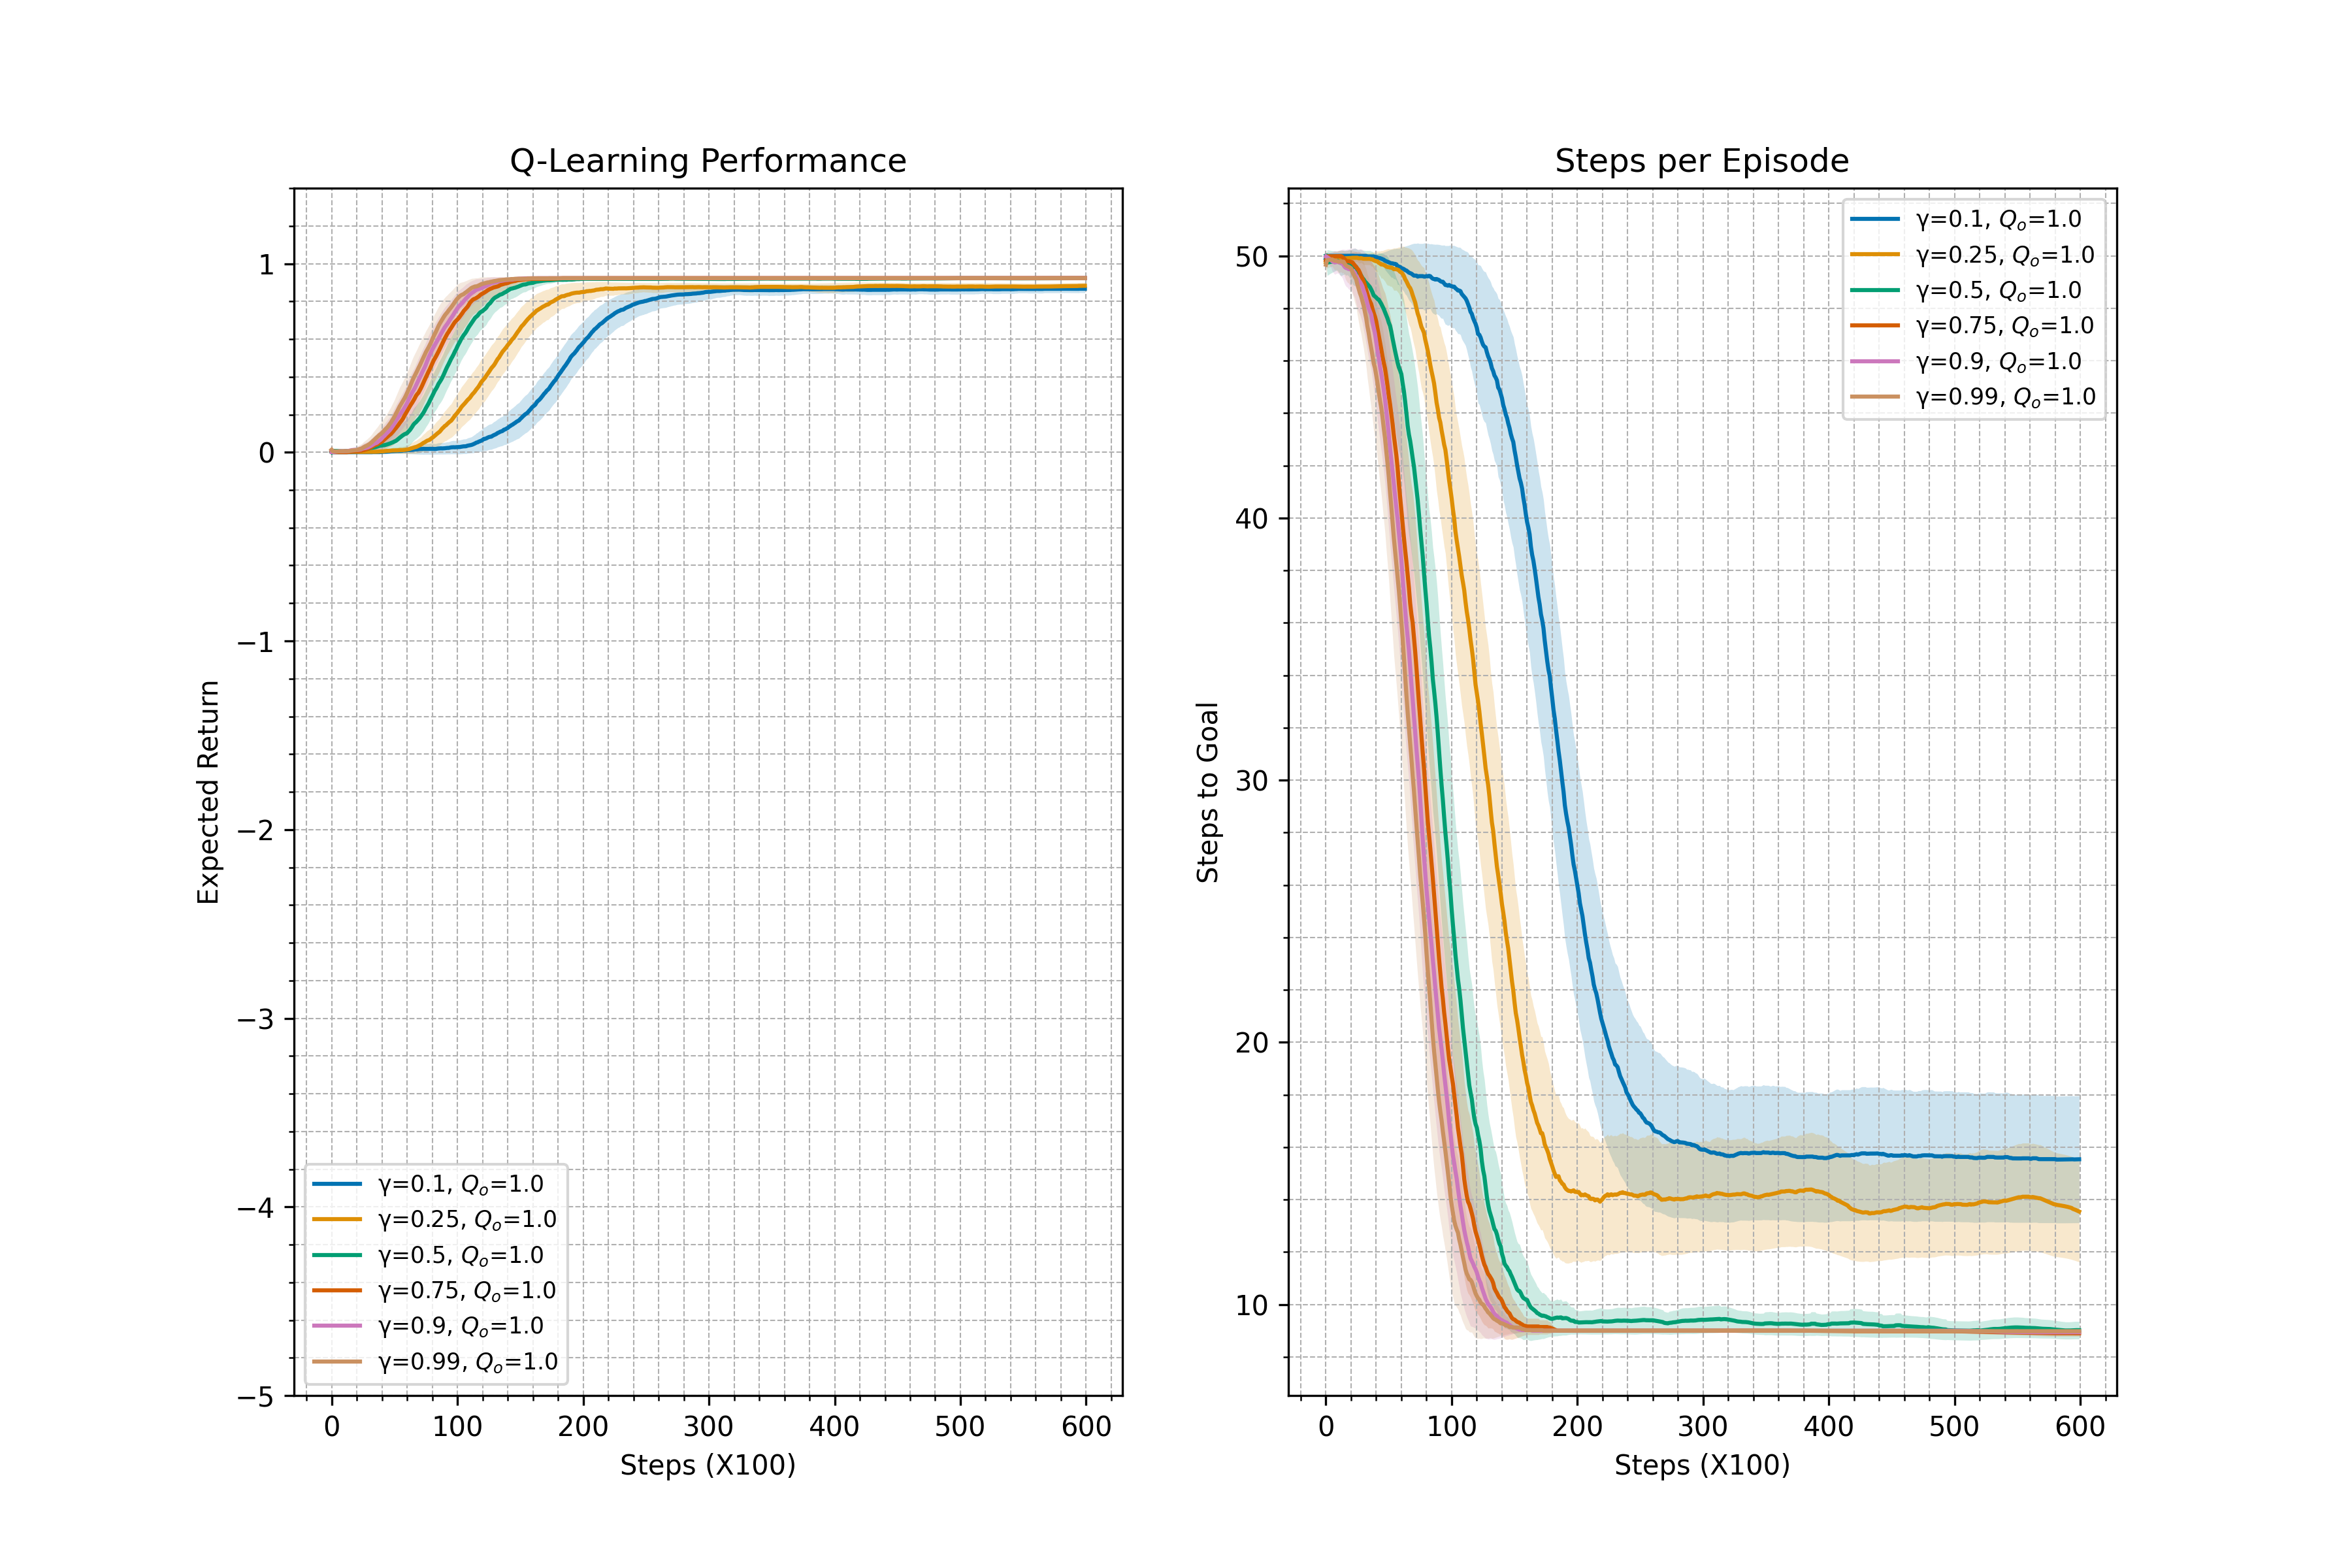 Q-Learning Performance
Expected Return
1
0
−1
−2
−3
−4
−5
γ=0.1, Qₒ=1.0
γ=0.25, Qₒ=1.0
γ=0.5, Qₒ=1.0
γ=0.75, Qₒ=1.0
γ=0.9, Qₒ=1.0
γ=0.99, Qₒ=1.0
0 100 200 300 400 500 600
Steps (X100)
Steps per Episode
Steps to Goal
50
40
30
20
10
γ=0.1, Qₒ=1.0
γ=0.25, Qₒ=1.0
γ=0.5, Qₒ=1.0
γ=0.75, Qₒ=1.0
γ=0.9, Qₒ=1.0
γ=0.99, Qₒ=1.0
0 100 200 300 400 500 600
Steps (X100)